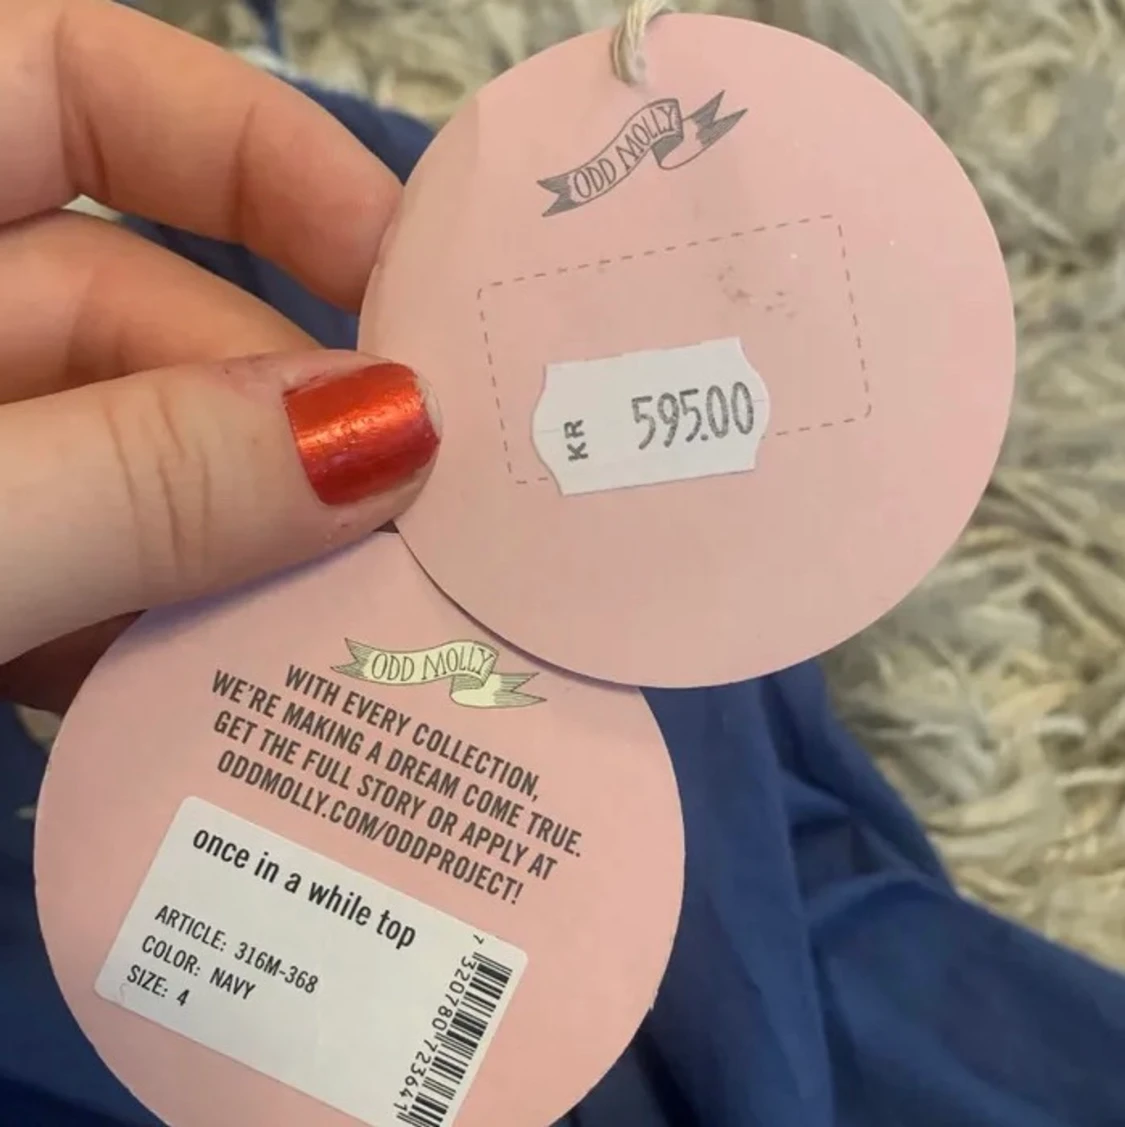 ODD MOLLY
KR 595.00
ODD MOLLY
WITH EVERY COLLECTION,
WE'RE MAKING A DREAM COME TRUE.
GET THE FULL STORY OR APPLY AT
ODDMOLLY.COM/ODDPROJECT!
once in a while top
ARTICLE: 316M-368
COLOR: NAVY
SIZE: 4
7 320780 723641